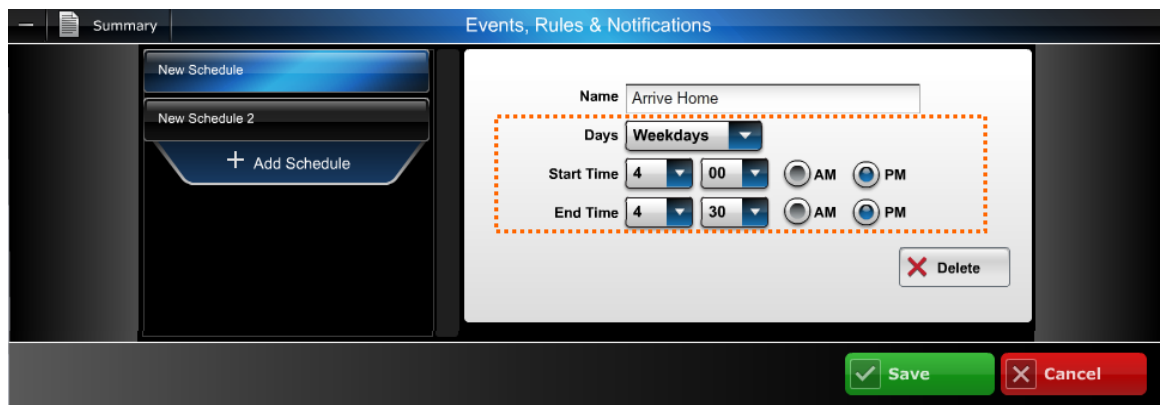 Summary
Events, Rules & Notifications
New Schedule
New Schedule 2
+ Add Schedule
Name Arrive Home
Days Weekdays
Start Time 4 00 AM PM
End Time 4 30 AM PM
Delete
Save
Cancel